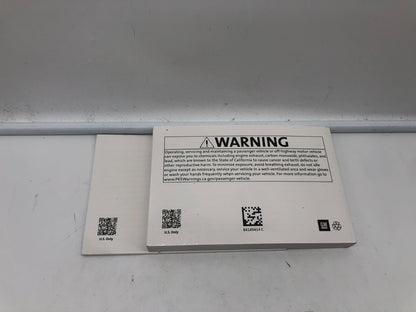 WARNING
Operating, servicing and maintaining a passenger vehicle or off-highway motor vehicle
can expose you to chemicals including engine exhaust, carbon monoxide, phthalates, and
lead, which are known to the State of California to cause cancer and birth defects or
other reproductive harm. To minimize exposure, avoid breathing exhaust, do not idle
engine except as necessary, service your vehicle in a well-ventilated area and wear gloves
or wash your hands frequently when servicing your vehicle. For more information go to
www.P65Warnings.ca.gov/passenger-vehicle.
U.S. Only
U.S. Only
84145614 C
gm